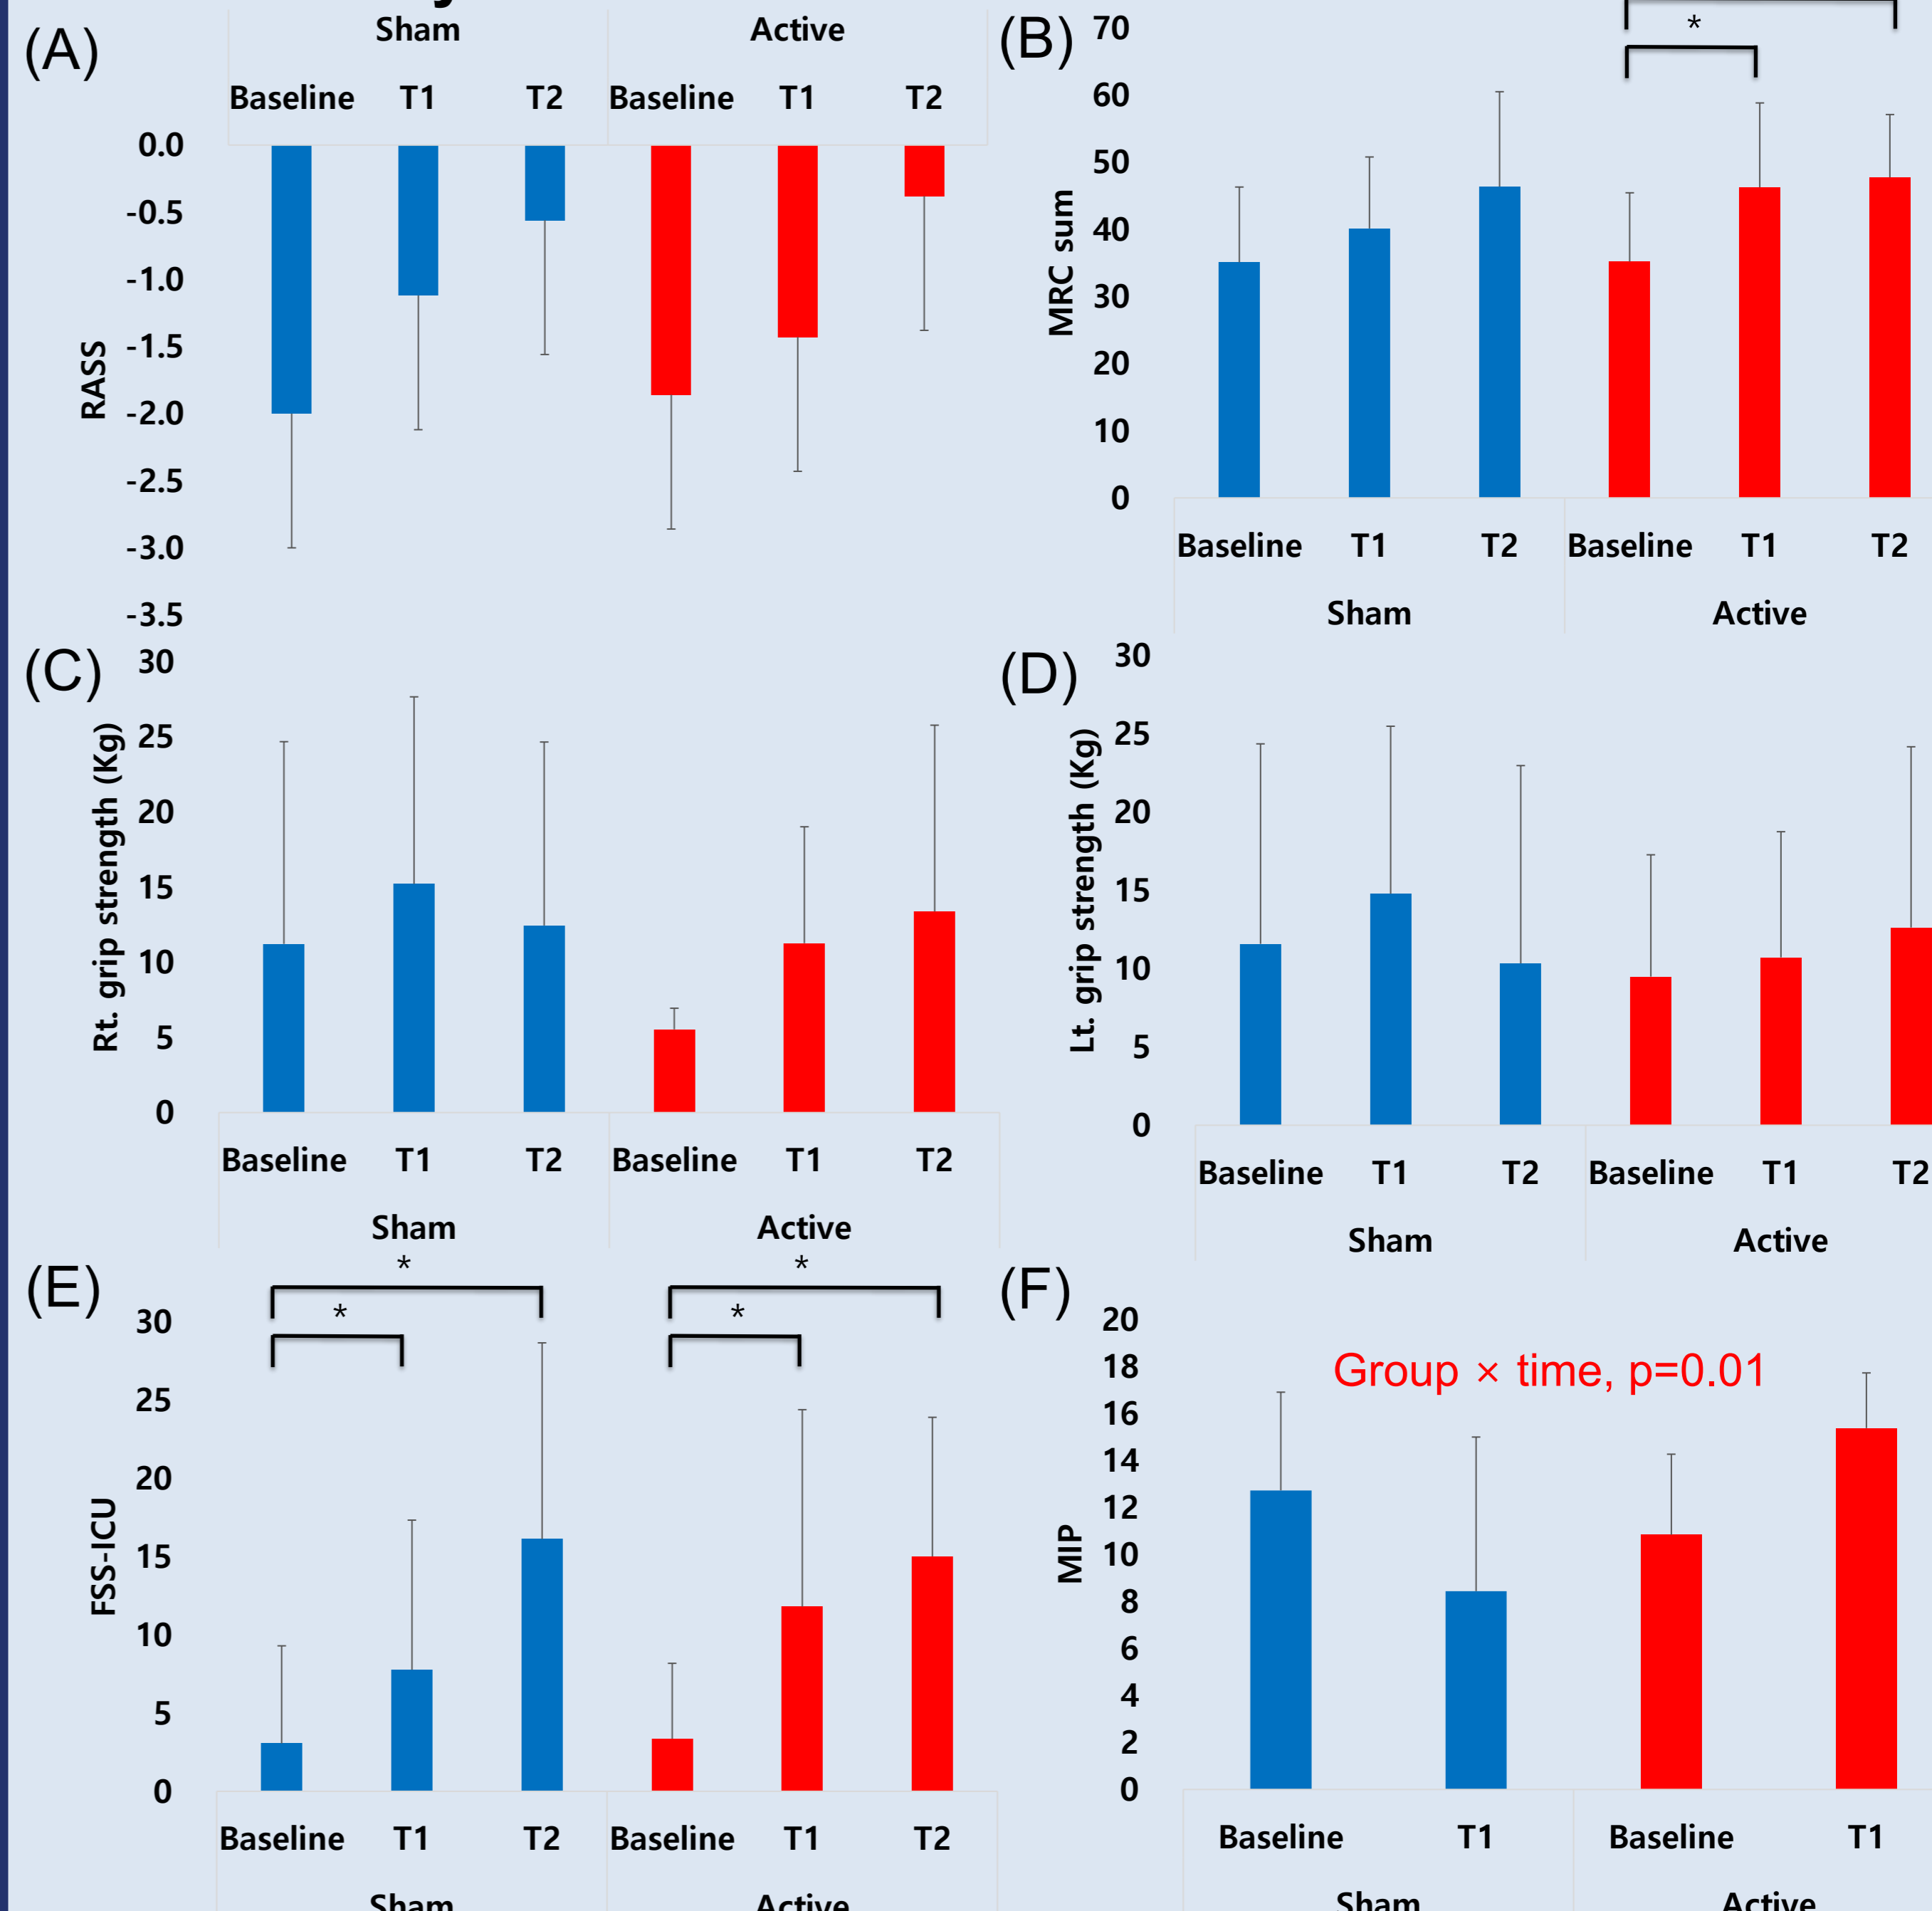 (A)
Sham Active
Baseline T1 T2 Baseline T1 T2
0.0
-0.5
-1.0
-1.5
-2.0
-2.5
-3.0
-3.5
RASS
(B)
*
70
60
50
40
30
20
10
0
MRC sum
Baseline T1 T2 Baseline T1 T2
Sham Active
(C)
30
25
20
15
10
5
0
Rt. grip strength (Kg)
Baseline T1 T2 Baseline T1 T2
Sham Active
(D)
30
25
20
15
10
5
0
Lt. grip strength (Kg)
Baseline T1 T2 Baseline T1 T2
Sham Active
(E)
* *
* *
30
25
20
15
10
5
0
FSS-ICU
Baseline T1 T2 Baseline T1 T2
Sham Active
(F)
20
18
16
14
12
10
8
6
4
2
0
MIP
Group × time, p=0.01
Baseline T1 Baseline T1
Sham Active